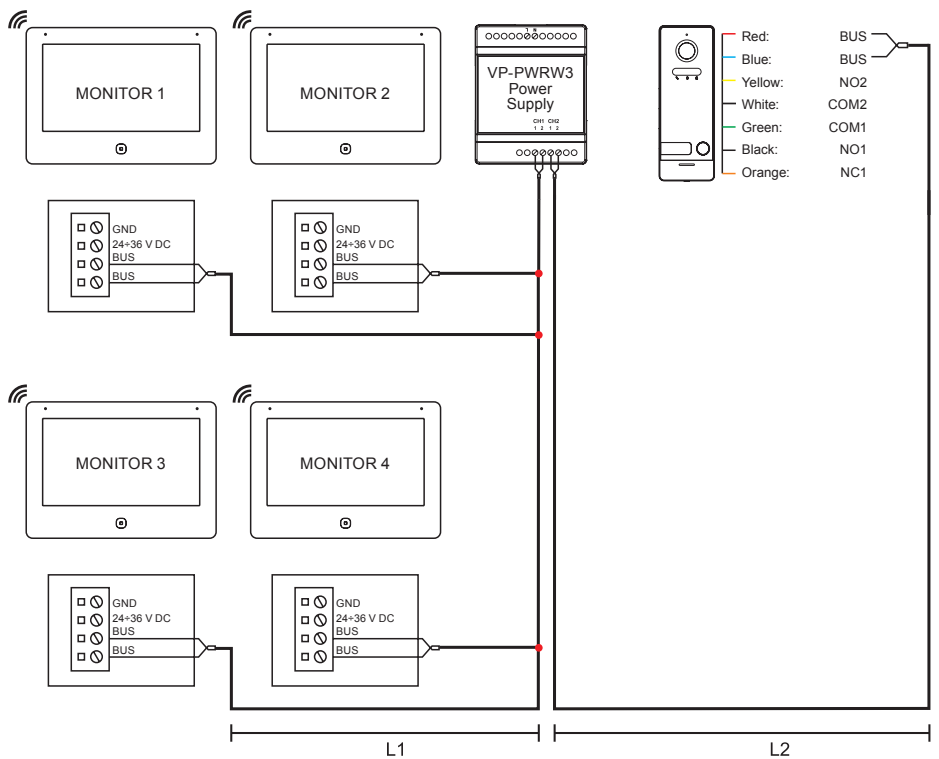 MONITOR 1
MONITOR 2
L N
VP-PWRW3
Power
Supply
CH1 CH2
1 2 1 2
Red: BUS
Blue: BUS
Yellow: NO2
White: COM2
Green: COM1
Black: NO1
Orange: NC1
GND
24÷36 V DC
BUS
BUS
GND
24÷36 V DC
BUS
BUS
MONITOR 3
MONITOR 4
GND
24÷36 V DC
BUS
BUS
GND
24÷36 V DC
BUS
BUS
L1
L2